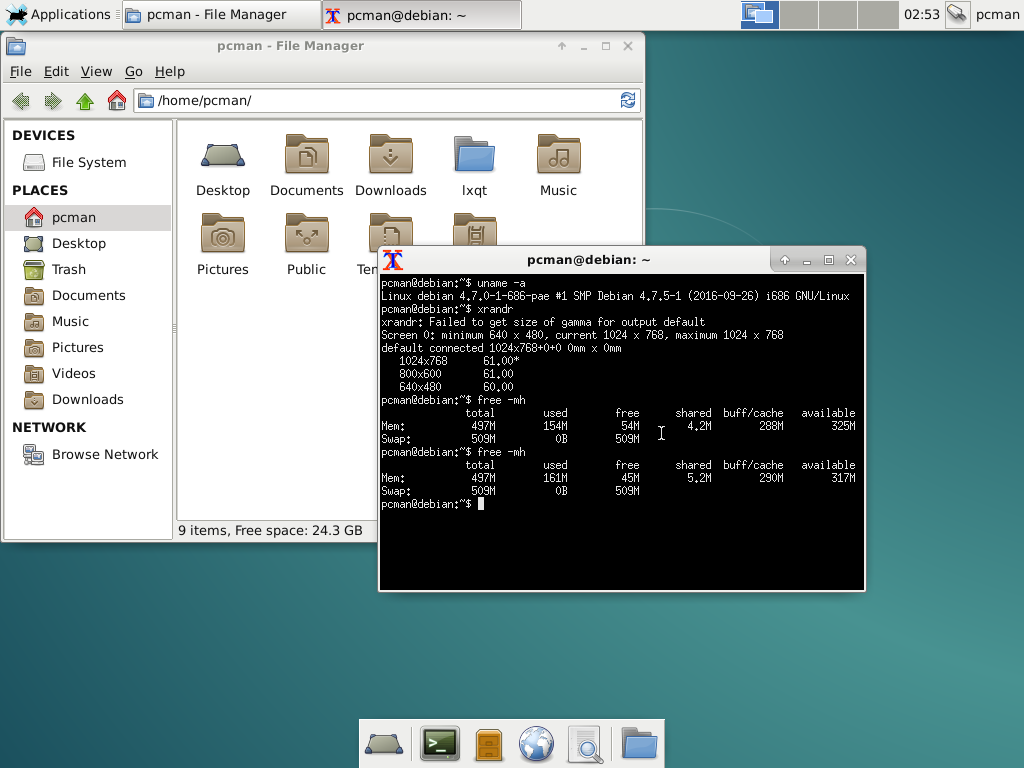 Applications
pcman - File Manager
pcman@debian: ~
02:53
pcman
pcman - File Manager
File Edit View Go Help
/home/pcman/
DEVICES
File System
PLACES
pcman
Desktop
Trash
Documents
Music
Pictures
Videos
Downloads
NETWORK
Browse Network
Desktop Documents Downloads lxqt Music
Pictures Public
9 items, Free space: 24.3 GB
pcman@debian: ~
pcman@debian:~$ uname -a
Linux debian 4.7.0-1-686-pae #1 SMP Debian 4.7.5-1 (2016-09-26) i686 GNU/Linux
pcman@debian:~$ xrandr
xrandr: Failed to get size of gamma for output default
Screen 0: minimum 640 x 480, current 1024 x 768, maximum 1024 x 768
default connected 1024x768+0+0 0mm x 0mm
1024x768 61.00*
800x600 61.00
640x480 60.00
pcman@debian:~$ free -mh
total used free shared buff/cache available
Mem: 497M 154M 54M 4.2M 288M 325M
Swap: 509M 0B 509M
pcman@debian:~$ free -mh
total used free shared buff/cache available
Mem: 497M 161M 45M 5.2M 290M 317M
Swap: 509M 0B 509M
pcman@debian:~$